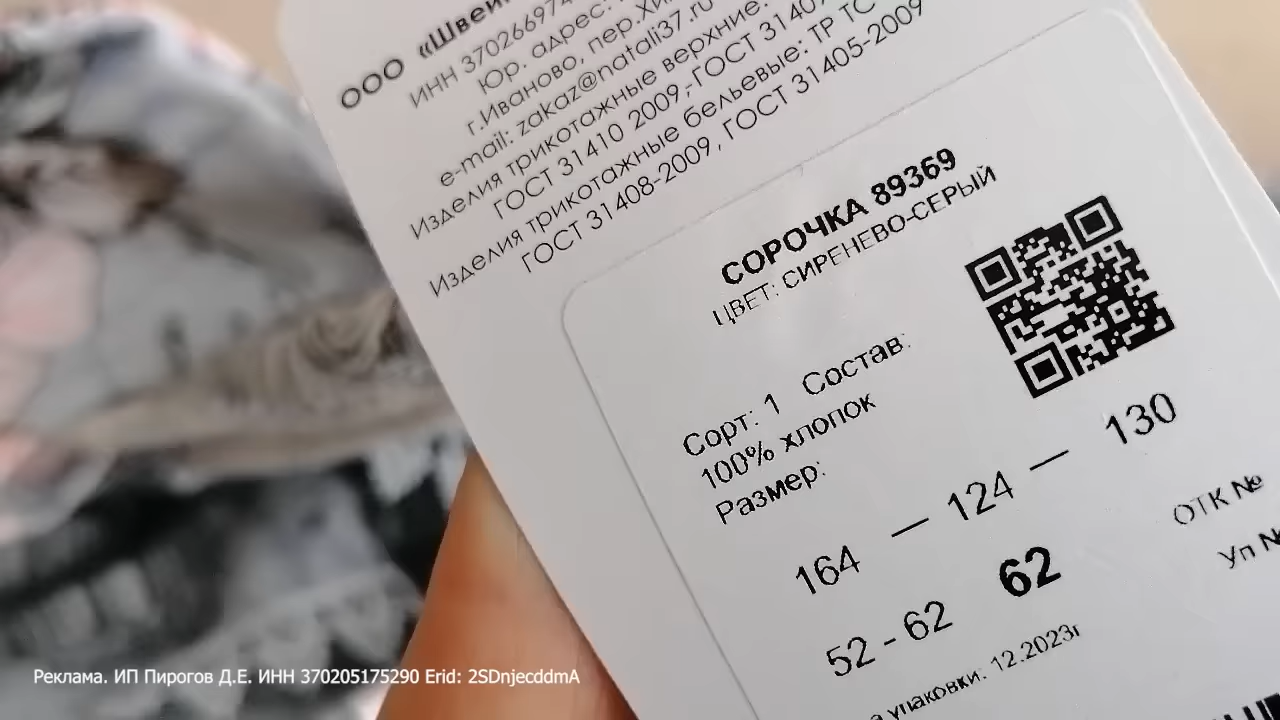 ООО «Швей
ИНН 37026697
Юр. адрес:
г.Иваново, пер.
e-mail: zakaz@natali37.ru
Изделия трикотажные верхние:
ГОСТ 31410 2009,-ГОСТ 3140
Изделия трикотажные бельевые: ТР ТС
ГОСТ 31408-2009, ГОСТ 31405-2009
СОРОЧКА 89369
ЦВЕТ: СИРЕНЕВО-СЕРЫЙ
Сорт: 1 Состав:
100% хлопок
Размер:
164 — 124 — 130
52 - 62 62
ОТК №
Уп №
а упаковки: 12.2023г
Реклама. ИП Пирогов Д.Е. ИНН 370205175290 Erid: 2SDnjecddmA